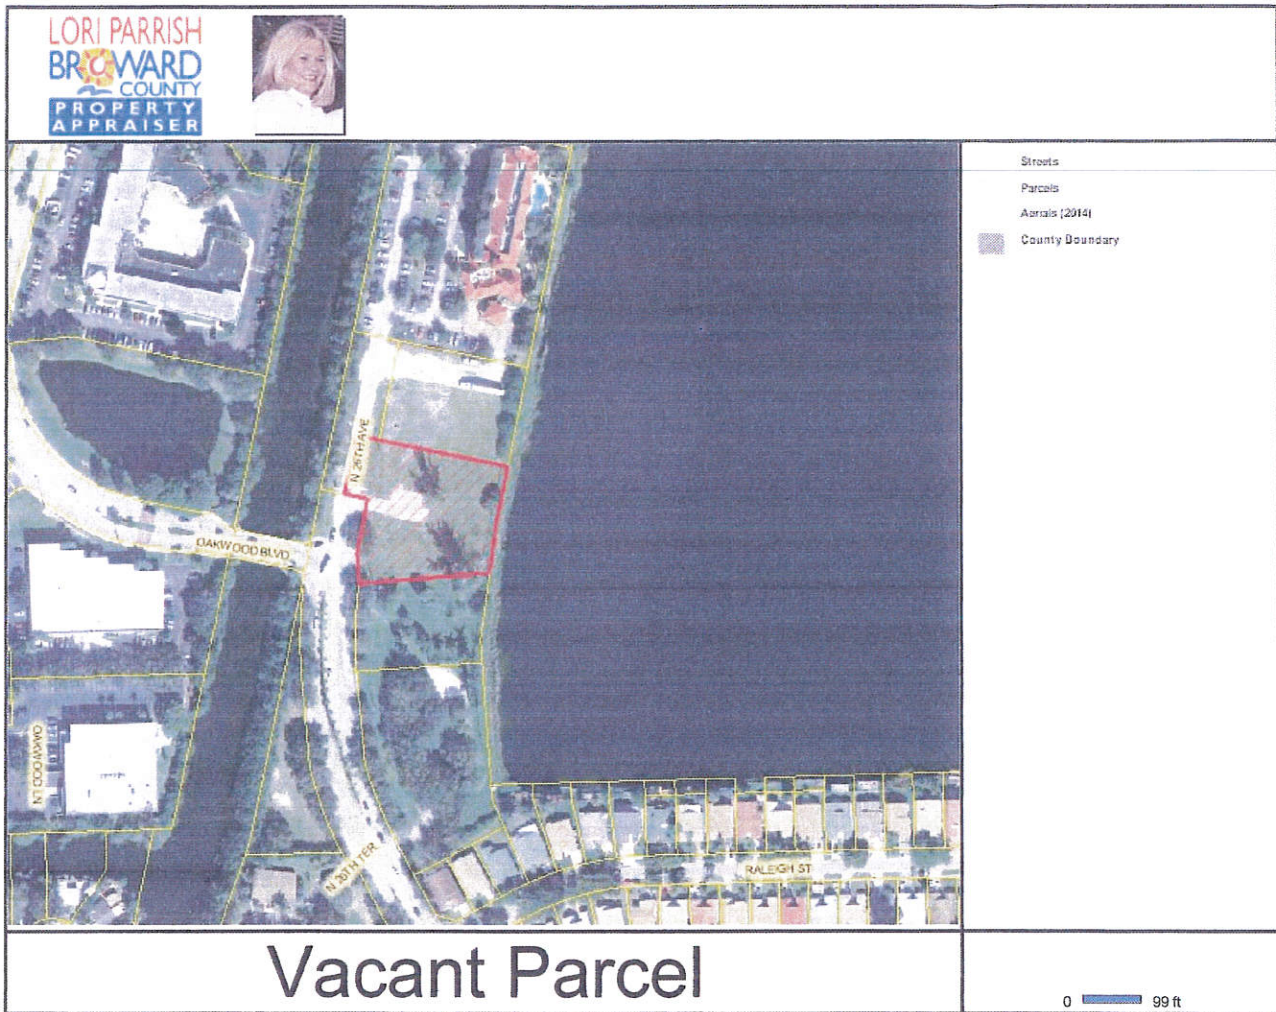 LORI PARRISH
BROWARD
COUNTY
PROPERTY
APPRAISER
Streets
Parcels
Aerials (2014)
County Boundary
N 26TH AVE
OAKWOOD BLVD
OAKWOOD LN
N 26TH TER
RALEIGH ST
Vacant Parcel
0 99 ft